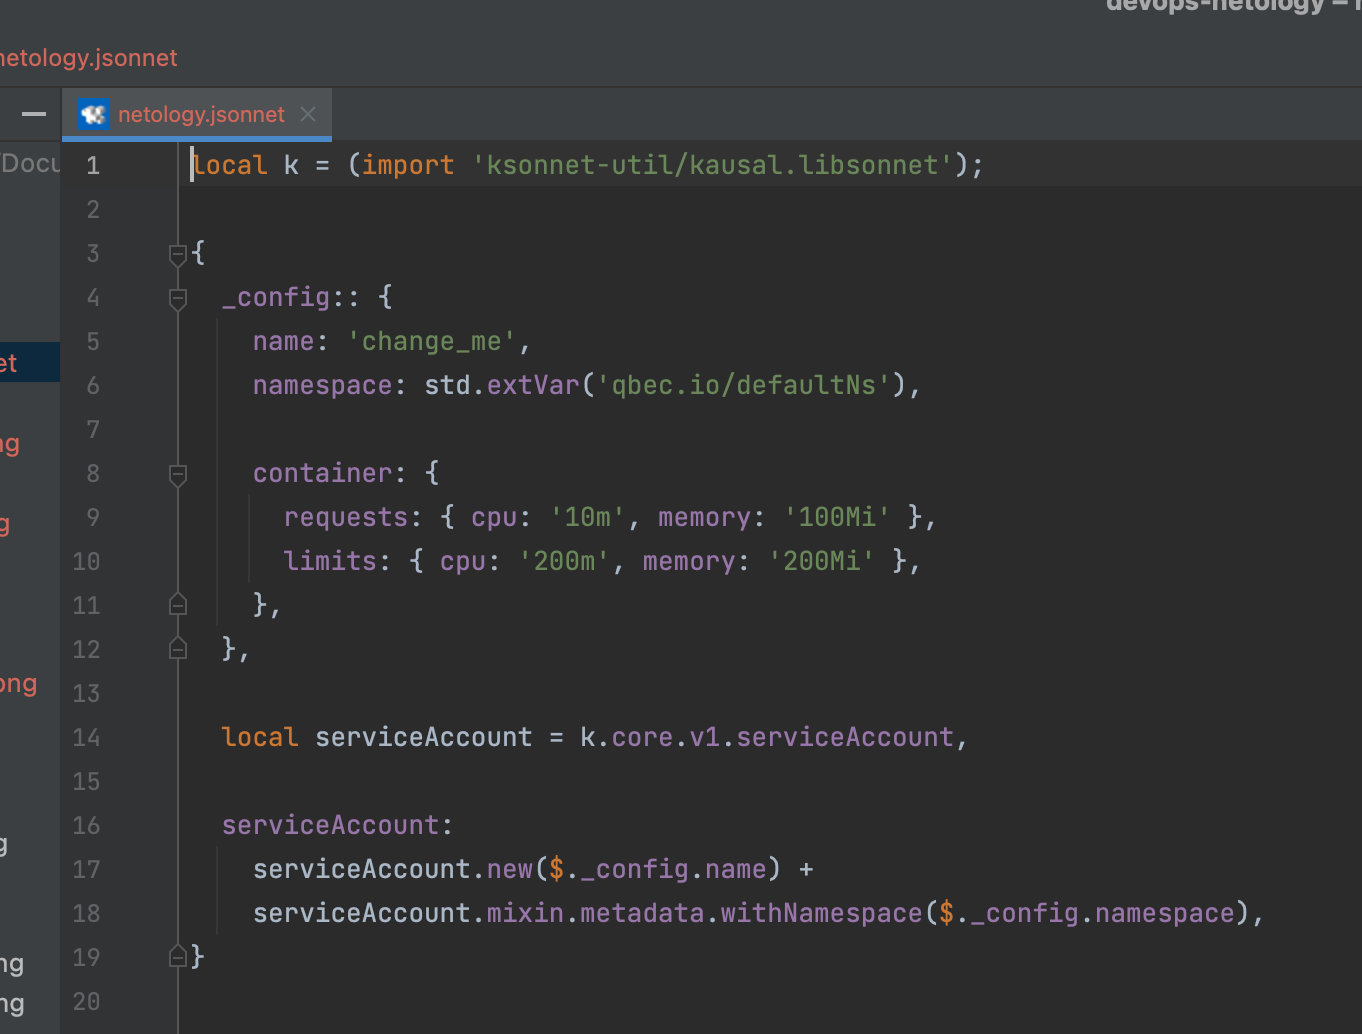 devops-netology –
netology.jsonnet
netology.jsonnet
/Docu
1 local k = (import 'ksonnet-util/kausal.libsonnet');
2
3 {
4   _config:: {
5     name: 'change_me',
6     namespace: std.extVar('qbec.io/defaultNs'),
7
8     container: {
9       requests: { cpu: '10m', memory: '100Mi' },
10       limits: { cpu: '200m', memory: '200Mi' },
11     },
12   },
13
14   local serviceAccount = k.core.v1.serviceAccount,
15
16   serviceAccount:
17     serviceAccount.new($._config.name) +
18     serviceAccount.mixin.metadata.withNamespace($._config.namespace),
19 }
20
et
ng
g
png
g
ng
ng